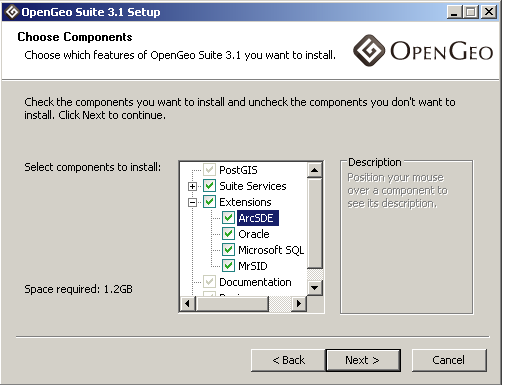 OpenGeo Suite 3.1 Setup
Choose Components
Choose which features of OpenGeo Suite 3.1 you want to install.
OPENGEO
Check the components you want to install and uncheck the components you don't want to
install. Click Next to continue.
Select components to install:
PostGIS
Suite Services
Extensions
ArcSDE
Oracle
Microsoft SQL
MrSID
Documentation
Description
Position your mouse
over a component to
see its description.
Space required: 1.2GB
< Back
Next >
Cancel